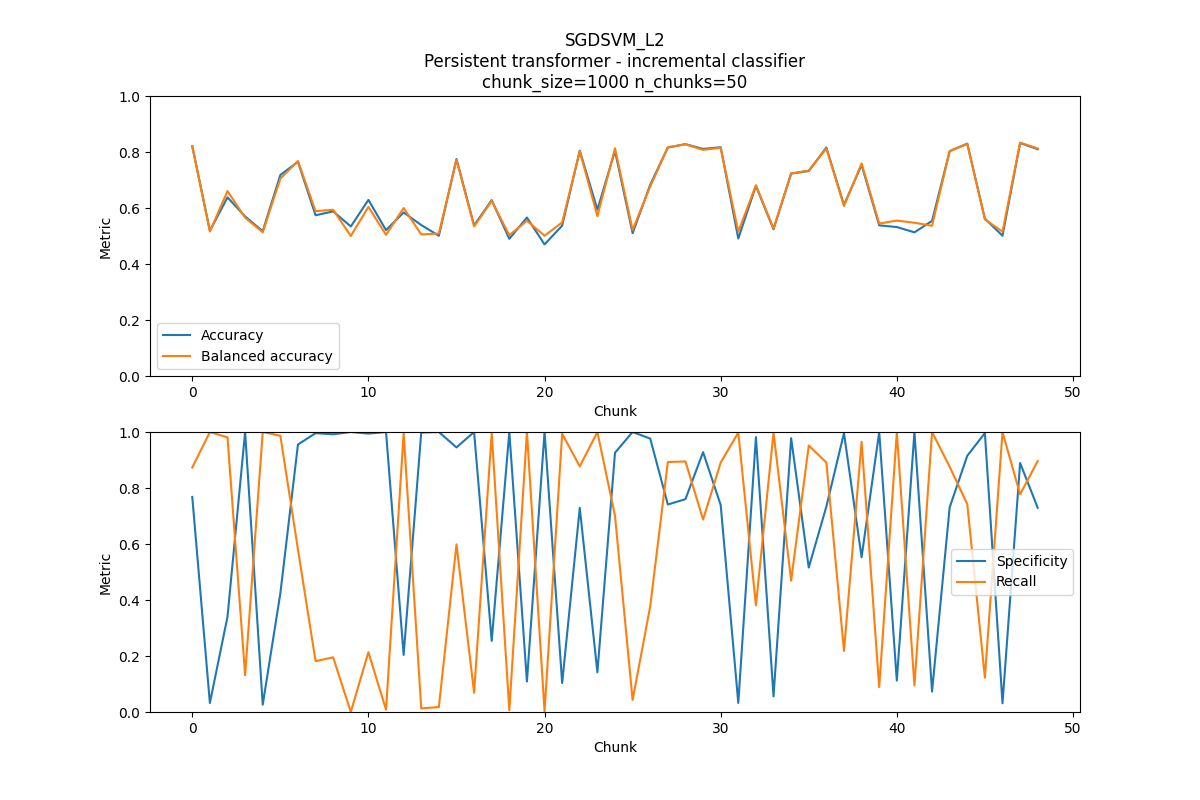 SGDSVM_L2
Persistent transformer - incremental classifier
chunk_size=1000 n_chunks=50
1.0
0.8
0.6
0.4
0.2
0.0
Metric
Accuracy
Balanced accuracy
0 10 20 30 40 50
Chunk
1.0
0.8
0.6
0.4
0.2
0.0
Metric
Specificity
Recall
0 10 20 30 40 50
Chunk